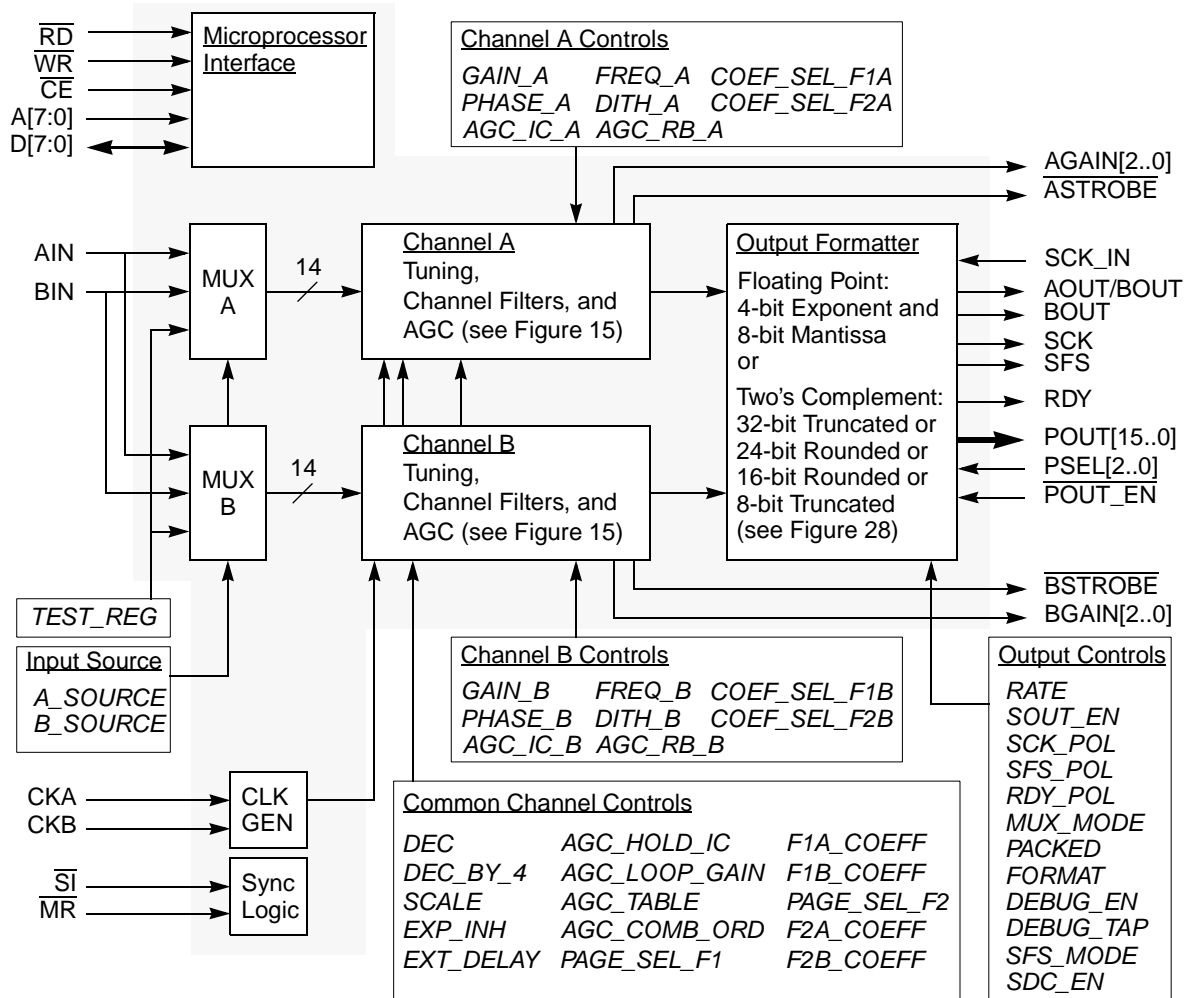 RD
WR
CE
A[7:0]
D[7:0]
Microprocessor
Interface
Channel A Controls
GAIN_A FREQ_A COEF_SEL_F1A
PHASE_A DITH_A COEF_SEL_F2A
AGC_IC_A AGC_RB_A
AGAIN[2..0]
ASTROBE
AIN
BIN
MUX
A
14
Channel A
Tuning,
Channel Filters, and
AGC (see Figure 15)
MUX
B
14
Channel B
Tuning,
Channel Filters, and
AGC (see Figure 15)
Output Formatter
Floating Point:
4-bit Exponent and
8-bit Mantissa
or
Two's Complement:
32-bit Truncated or
24-bit Rounded or
16-bit Rounded or
8-bit Truncated
(see Figure 28)
SCK_IN
AOUT/BOUT
BOUT
SCK
SFS
RDY
POUT[15..0]
PSEL[2..0]
POUT_EN
BSTROBE
BGAIN[2..0]
TEST_REG
Input Source
A_SOURCE
B_SOURCE
Channel B Controls
GAIN_B FREQ_B COEF_SEL_F1B
PHASE_B DITH_B COEF_SEL_F2B
AGC_IC_B AGC_RB_B
Output Controls
RATE
SOUT_EN
SCK_POL
SFS_POL
RDY_POL
MUX_MODE
PACKED
FORMAT
DEBUG_EN
DEBUG_TAP
SFS_MODE
SDC_EN
CKA
CKB
CLK
GEN
SI
MR
Sync
Logic
Common Channel Controls
DEC AGC_HOLD_IC F1A_COEFF
DEC_BY_4 AGC_LOOP_GAIN F1B_COEFF
SCALE AGC_TABLE PAGE_SEL_F2
EXP_INH AGC_COMB_ORD F2A_COEFF
EXT_DELAY PAGE_SEL_F1 F2B_COEFF